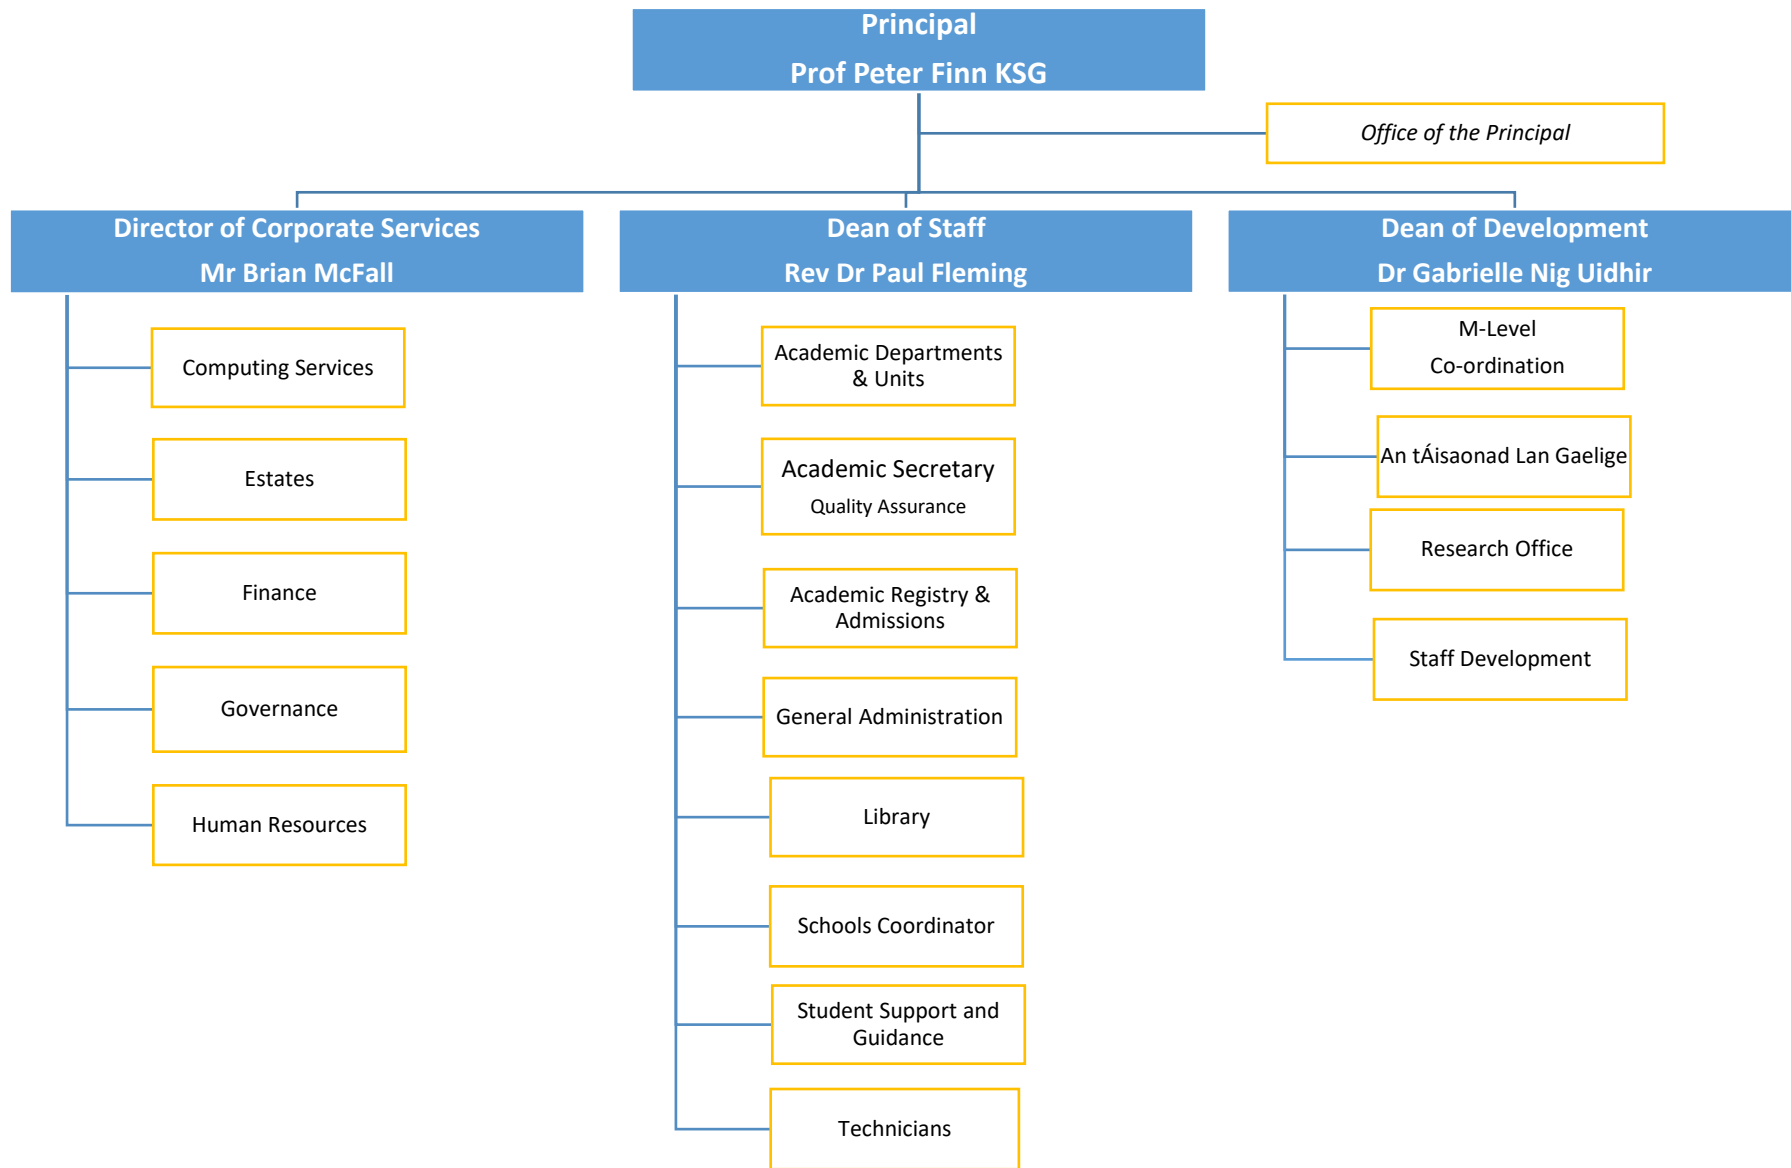 Principal
Prof Peter Finn KSG
Office of the Principal
Director of Corporate Services
Mr Brian McFall
Computing Services
Estates
Finance
Governance
Human Resources
Dean of Staff
Rev Dr Paul Fleming
Academic Departments
& Units
Academic Secretary
Quality Assurance
Academic Registry &
Admissions
General Administration
Library
Schools Coordinator
Student Support and
Guidance
Technicians
Dean of Development
Dr Gabrielle Nig Uidhir
M-Level
Co-ordination
An tÁisaonad Lan Gaelige
Research Office
Staff Development